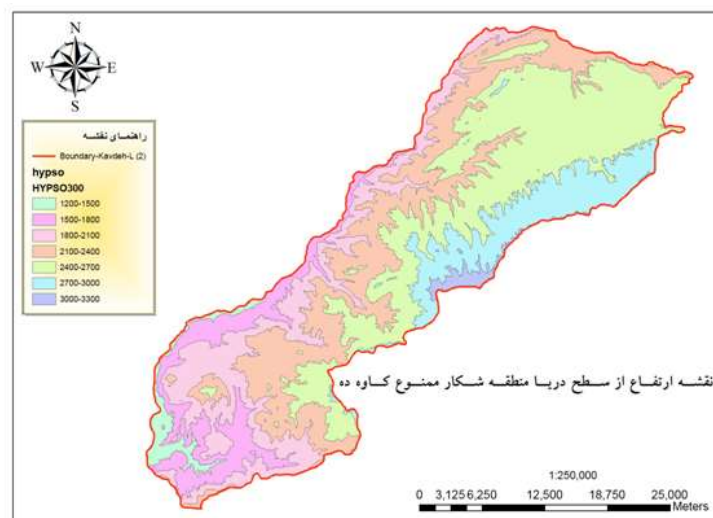 N
W E
S
راهنمای نقشه
Boundary-Kavdeh-L (2)
hypso
HYPSO300
1200-1500
1500-1800
1800-2100
2100-2400
2400-2700
2700-3000
3000-3300
نقشه ارتفاع از سطح دریا منطقه شکار ممنوع کاوه ده
1:250,000
0 3,125 6,250 12,500 18,750 25,000
Meters